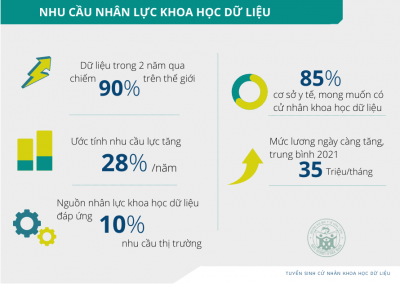 NHU CẦU NHÂN LỰC KHOA HỌC DỮ LIỆU
Dữ liệu trong 2 năm qua
chiếm 90% trên thế giới
Ước tính nhu cầu lực tăng
28% /năm
Nguồn nhân lực khoa học dữ liệu
đáp ứng 10%
nhu cầu thị trường
85%
cơ sở y tế, mong muốn có
cử nhân khoa học dữ liệu
Mức lương ngày càng tăng,
trung bình 2021
35 Triệu/tháng
TUYỂN SINH CỬ NHÂN KHOA HỌC DỮ LIỆU